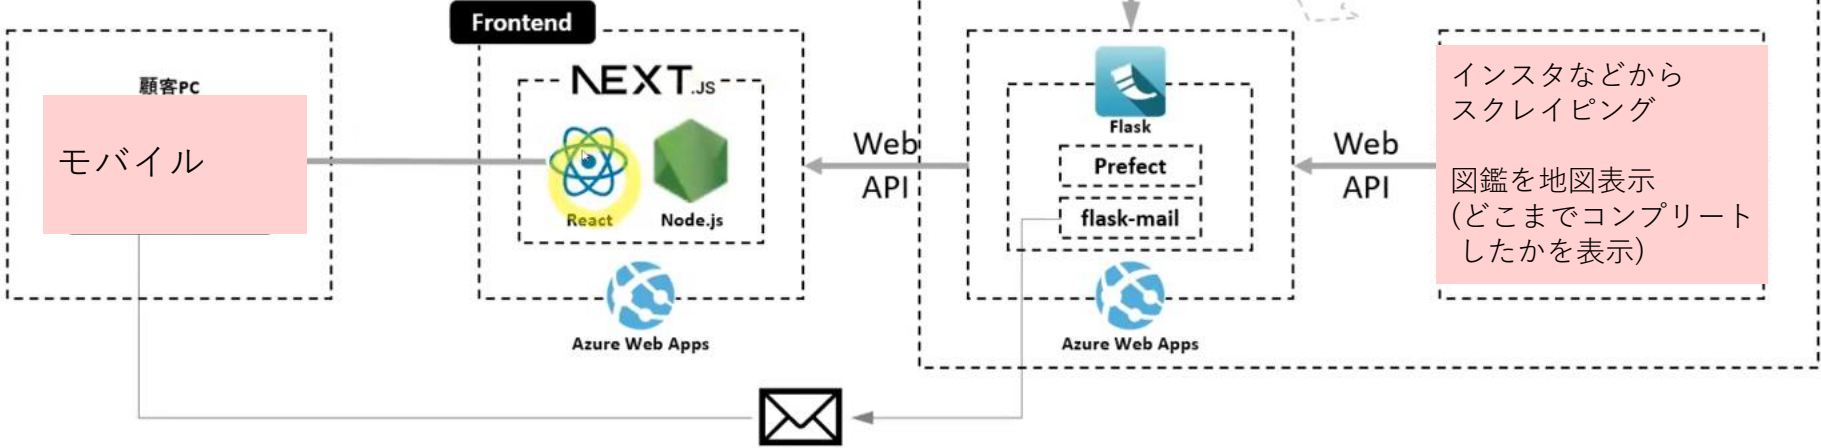 Frontend
顧客PC
モバイル
NEXT.JS
React
Node.js
Azure Web Apps
Web
API
Flask
Prefect
flask-mail
Azure Web Apps
Web
API
インスタなどから
スクレイピング
図鑑を地図表示
(どこまでコンプリート
したかを表示)